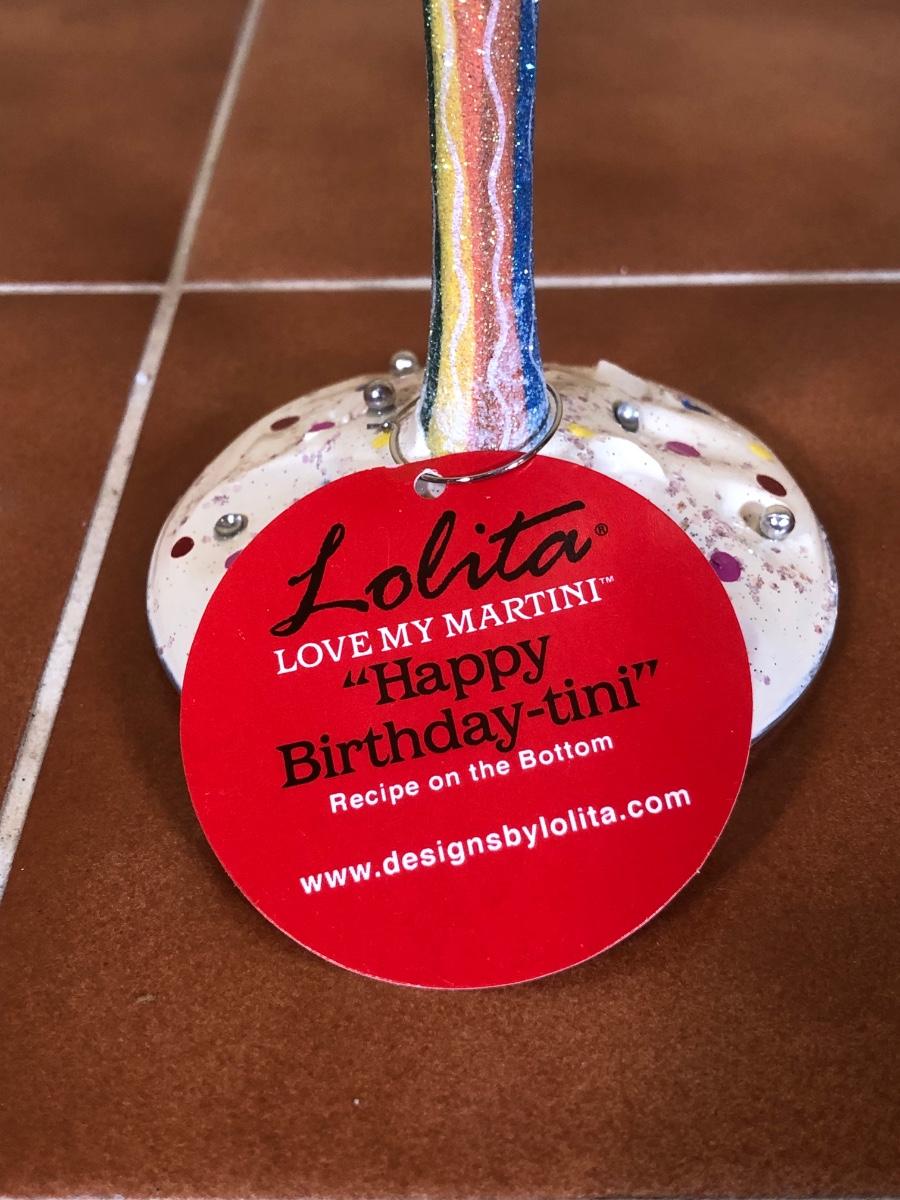 Lolita®
LOVE MY MARTINI™
“Happy
Birthday-tini”
Recipe on the Bottom
www.designsbylolita.com